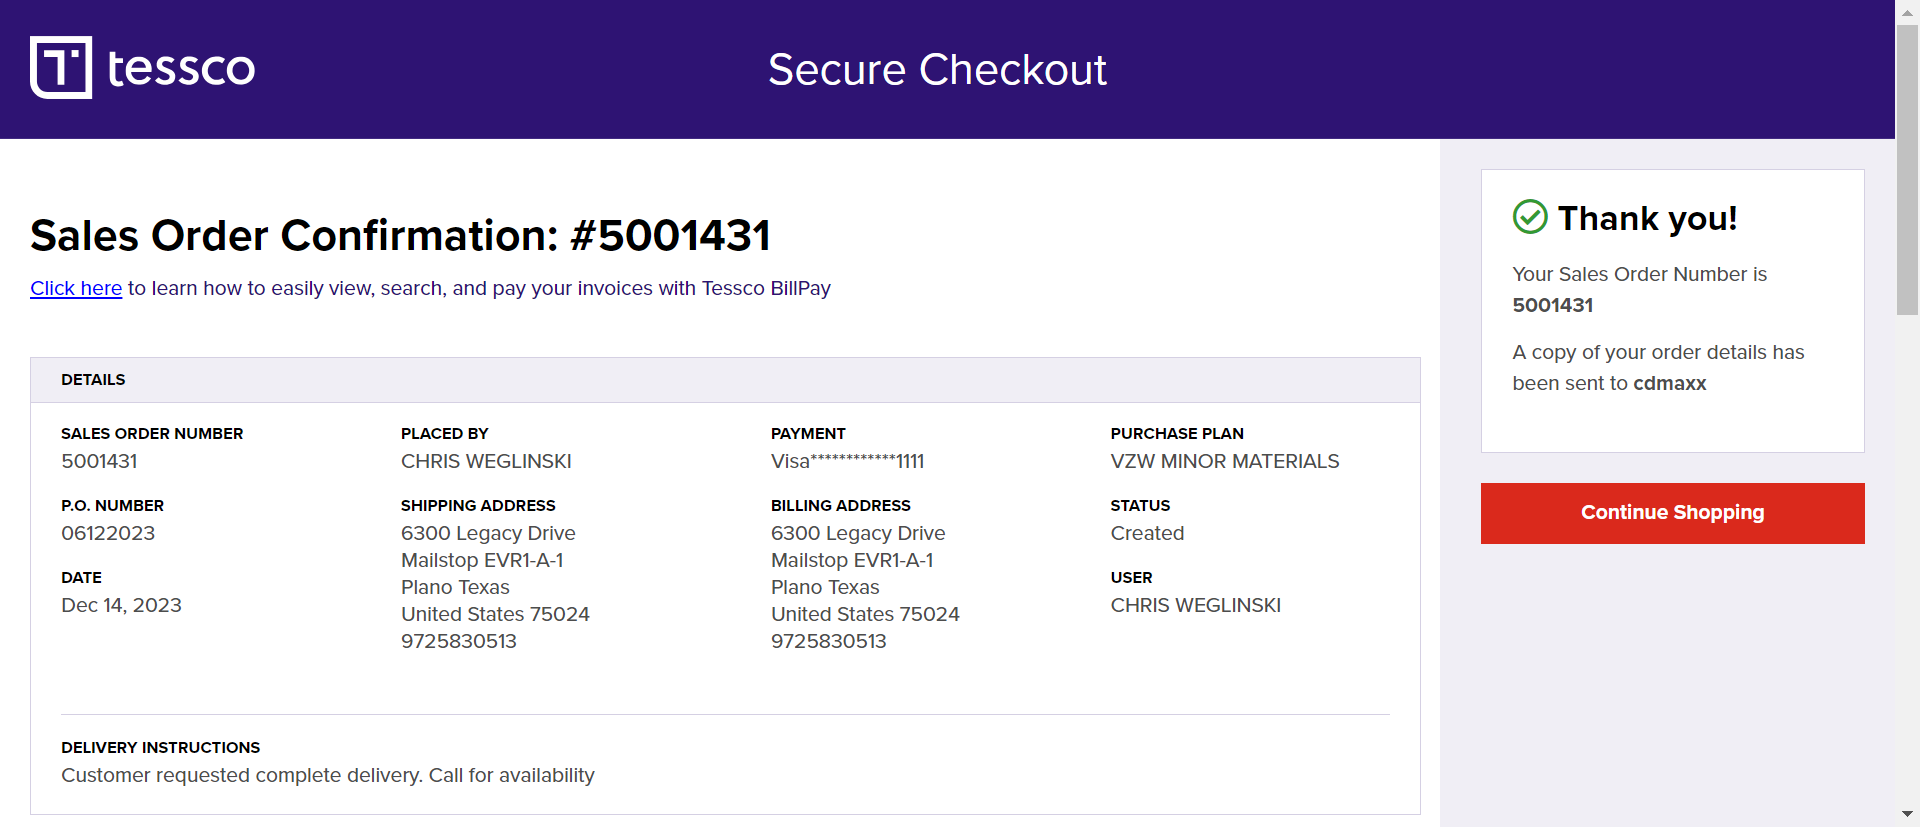 tessco
Secure Checkout
Sales Order Confirmation: #5001431
Click here to learn how to easily view, search, and pay your invoices with Tessco BillPay
DETAILS
SALES ORDER NUMBER
5001431
P.O. NUMBER
06122023
DATE
Dec 14, 2023
PLACED BY
CHRIS WEGLINSKI
SHIPPING ADDRESS
6300 Legacy Drive
Mailstop EVR1-A-1
Plano Texas
United States 75024
9725830513
PAYMENT
Visa************1111
BILLING ADDRESS
6300 Legacy Drive
Mailstop EVR1-A-1
Plano Texas
United States 75024
9725830513
PURCHASE PLAN
VZW MINOR MATERIALS
STATUS
Created
USER
CHRIS WEGLINSKI
DELIVERY INSTRUCTIONS
Customer requested complete delivery. Call for availability
Thank you!
Your Sales Order Number is
5001431
A copy of your order details has
been sent to cdmaxx
Continue Shopping